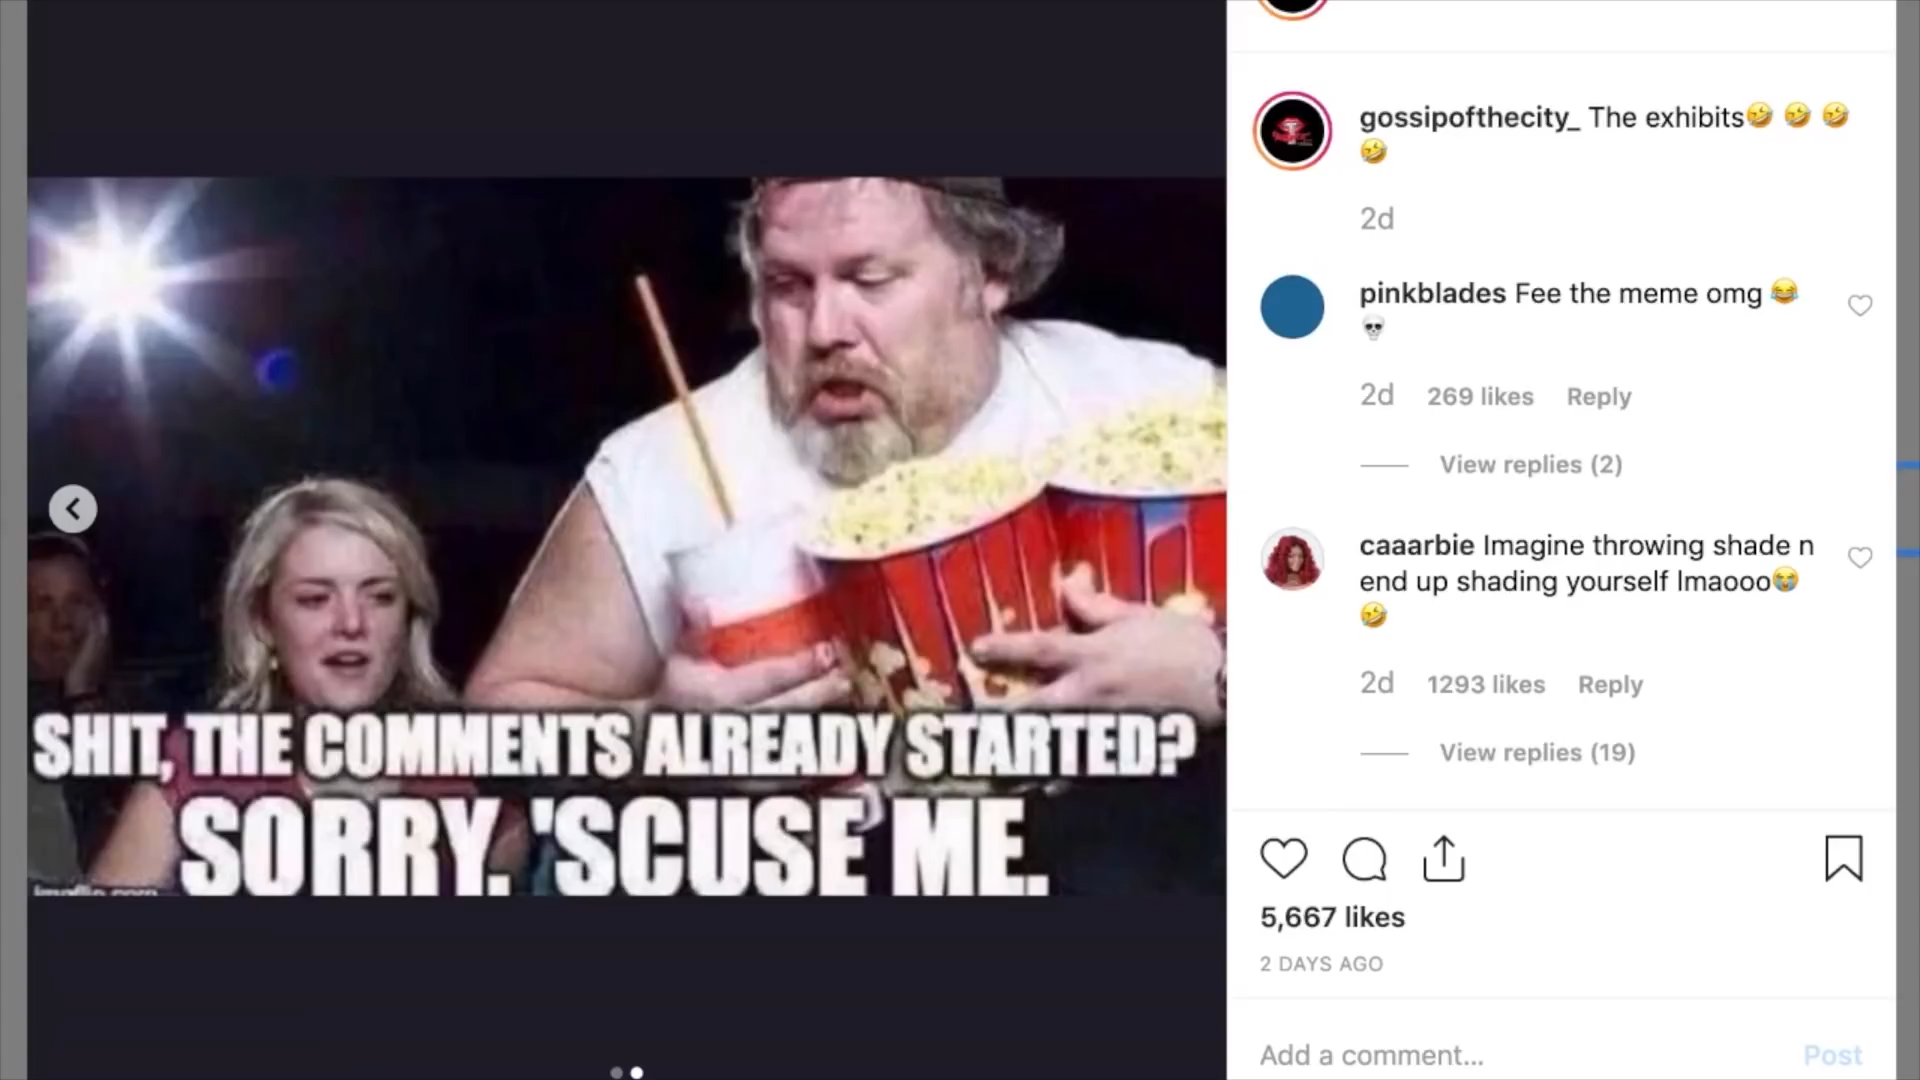 SHIT, THE COMMENTS ALREADY STARTED?
SORRY. 'SCUSE ME.
imgflip.com
gossipofthecity_ The exhibits🤣 🤣 🤣
🤣
2d
pinkblades Fee the meme omg 😂
💀
2d 269 likes Reply
View replies (2)
caaarbie Imagine throwing shade n
end up shading yourself lmaooo😭
🤣
2d 1293 likes Reply
View replies (19)
5,667 likes
2 DAYS AGO
Add a comment... Post